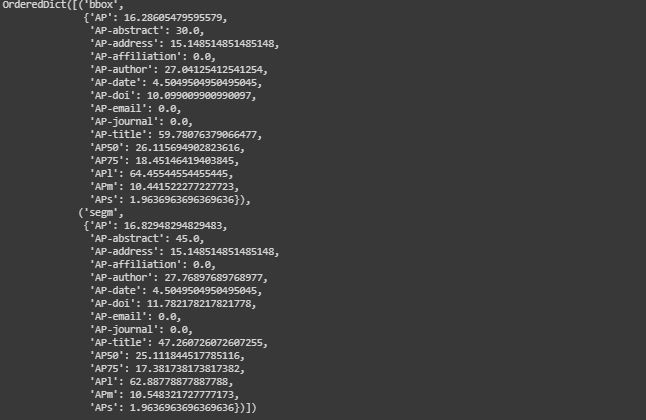 OrderedDict([('bbox',
{'AP': 16.28605479595579,
'AP-abstract': 30.0,
'AP-address': 15.148514851485148,
'AP-affiliation': 0.0,
'AP-author': 27.04125412541254,
'AP-date': 4.5049504950495045,
'AP-doi': 10.099009900990097,
'AP-email': 0.0,
'AP-journal': 0.0,
'AP-title': 59.78076379066477,
'AP50': 26.115694902823616,
'AP75': 18.45146419403845,
'APl': 64.45544554455445,
'APm': 10.441522277227723,
'APs': 1.9636963696369636}),
('segm',
{'AP': 16.82948294829483,
'AP-abstract': 45.0,
'AP-address': 15.148514851485148,
'AP-affiliation': 0.0,
'AP-author': 27.76897689768977,
'AP-date': 4.5049504950495045,
'AP-doi': 11.782178217821778,
'AP-email': 0.0,
'AP-journal': 0.0,
'AP-title': 47.260726072607255,
'AP50': 25.111844517785116,
'AP75': 17.381738173817382,
'APl': 62.88778877887788,
'APm': 10.548321727777173,
'APs': 1.9636963696369636})])